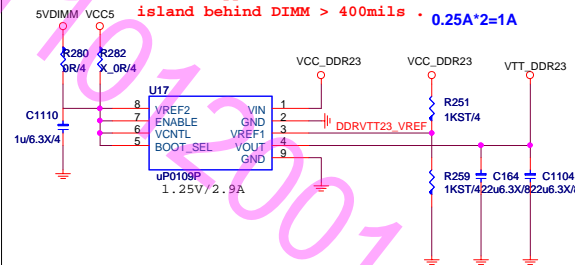 island behind DIMM > 400mils .
0.25A*2=1A
5VDIMM VCC5
R280
0R/4
R282
X_0R/4
VCC_DDR23
VCC_DDR23
VTT_DDR23
C1110
1u/6.3X/4
U17
8 VREF2 VIN 1
7 ENABLE GND 2
6 VCNTL VREF1 3
5 BOOT_SEL VOUT 4
GND 9
uP0109P
1.25V/2.9A
DDRVTT23_VREF
R251
1KST/4
R259
1KST/4
C164
22u6.3X/8
C1104
22u6.3X/8